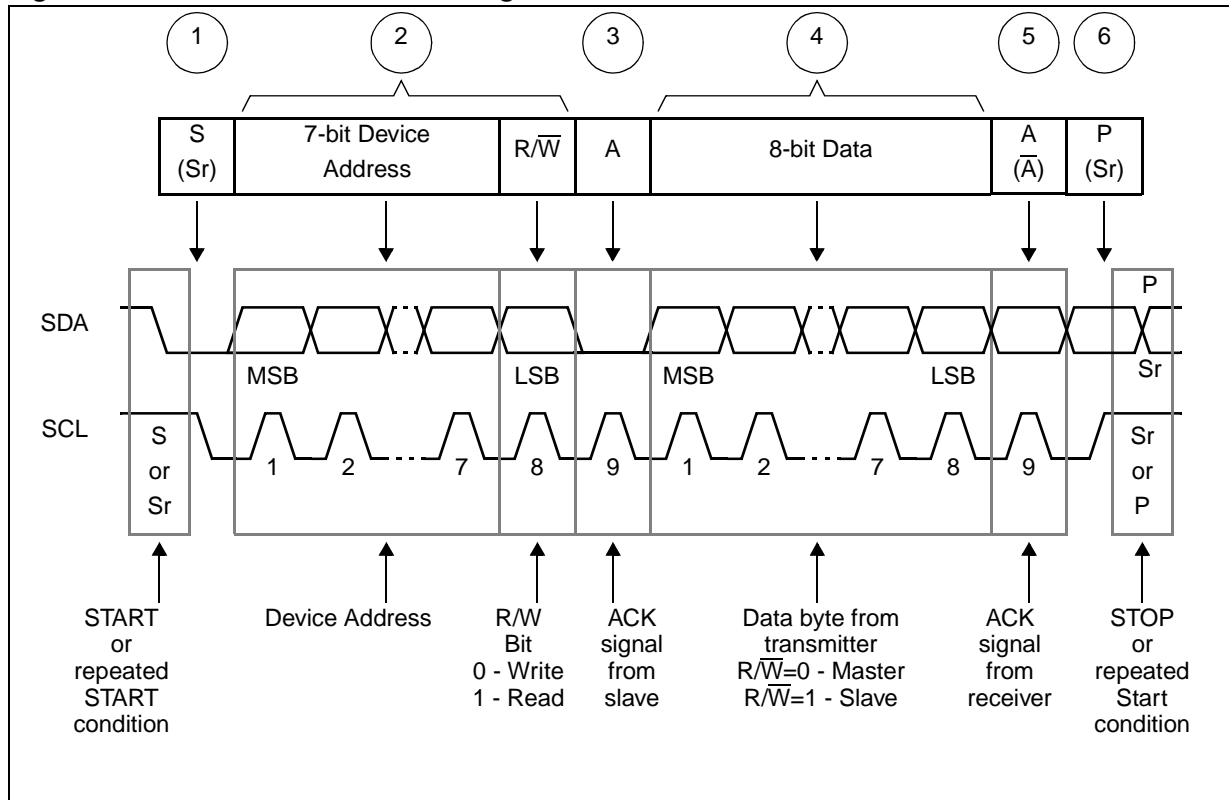 1 2 3 4 5 6
S (Sr)
7-bit Device Address
R/W̅
A
8-bit Data
A (A̅)
P (Sr)
SDA
MSB
LSB
MSB
LSB
P
Sr
SCL
S or Sr
1 2 7 8 9 1 2 7 8 9
Sr or P
START
or
repeated
START
condition
Device Address
R/W
Bit
0 - Write
1 - Read
ACK
signal
from
slave
Data byte from
transmitter
R/W̅=0 - Master
R/W̅=1 - Slave
ACK
signal
from
receiver
STOP
or
repeated
Start
condition